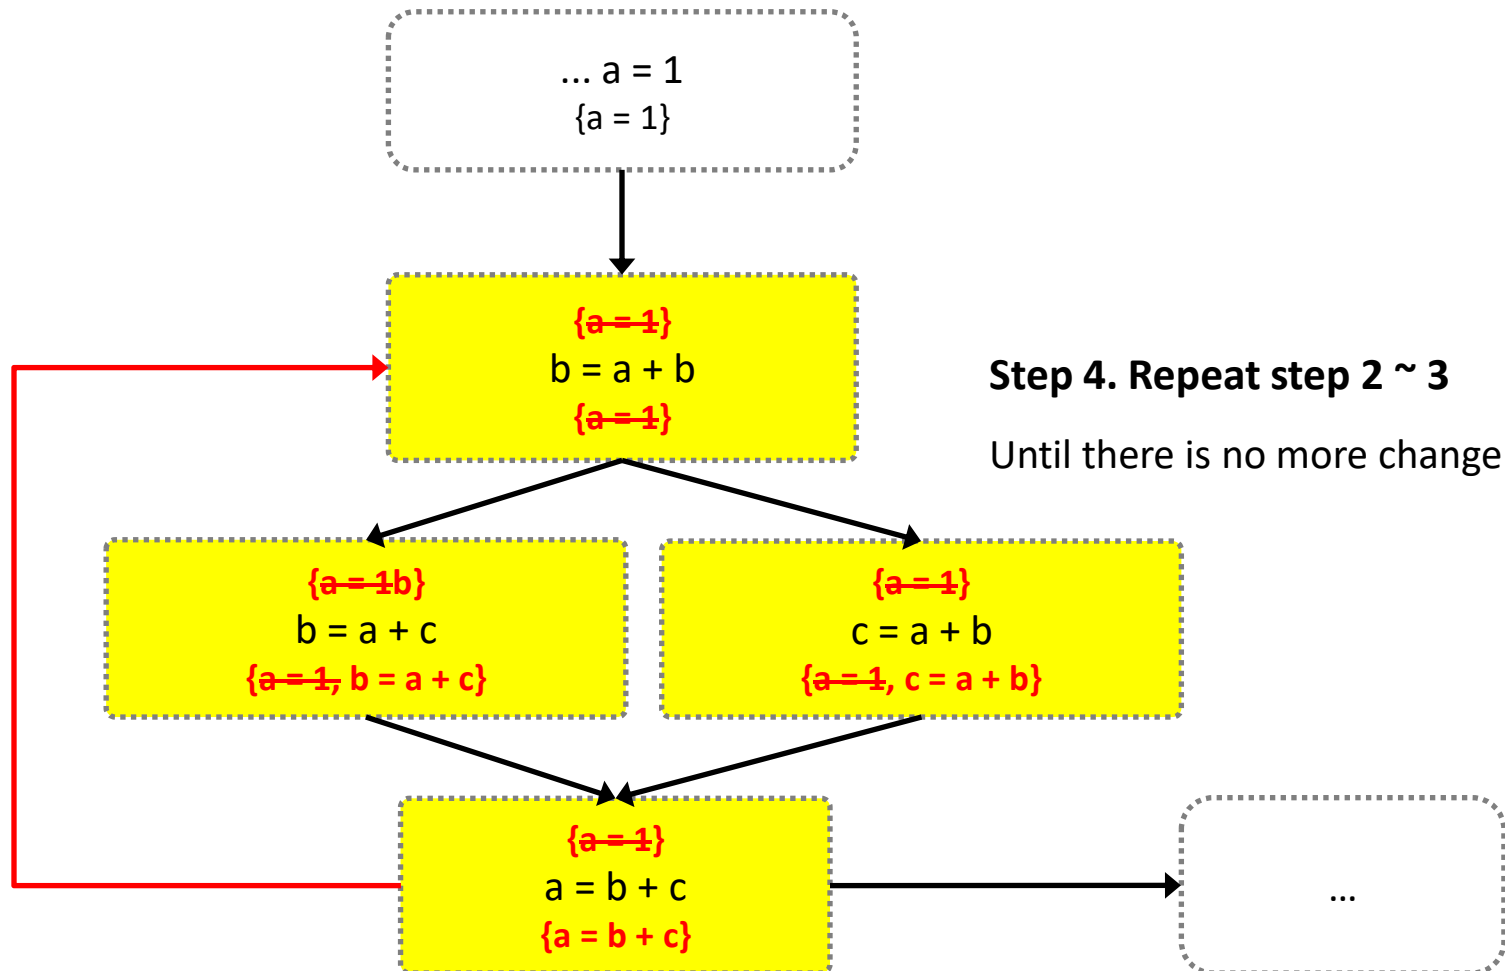 ... a = 1
{a = 1}
{a = 1}
b = a + b
{a = 1}
Step 4. Repeat step 2 ~ 3
Until there is no more change
{a = 1b}
b = a + c
{a = 1, b = a + c}
{a = 1}
c = a + b
{a = 1, c = a + b}
{a = 1}
a = b + c
{a = b + c}
...